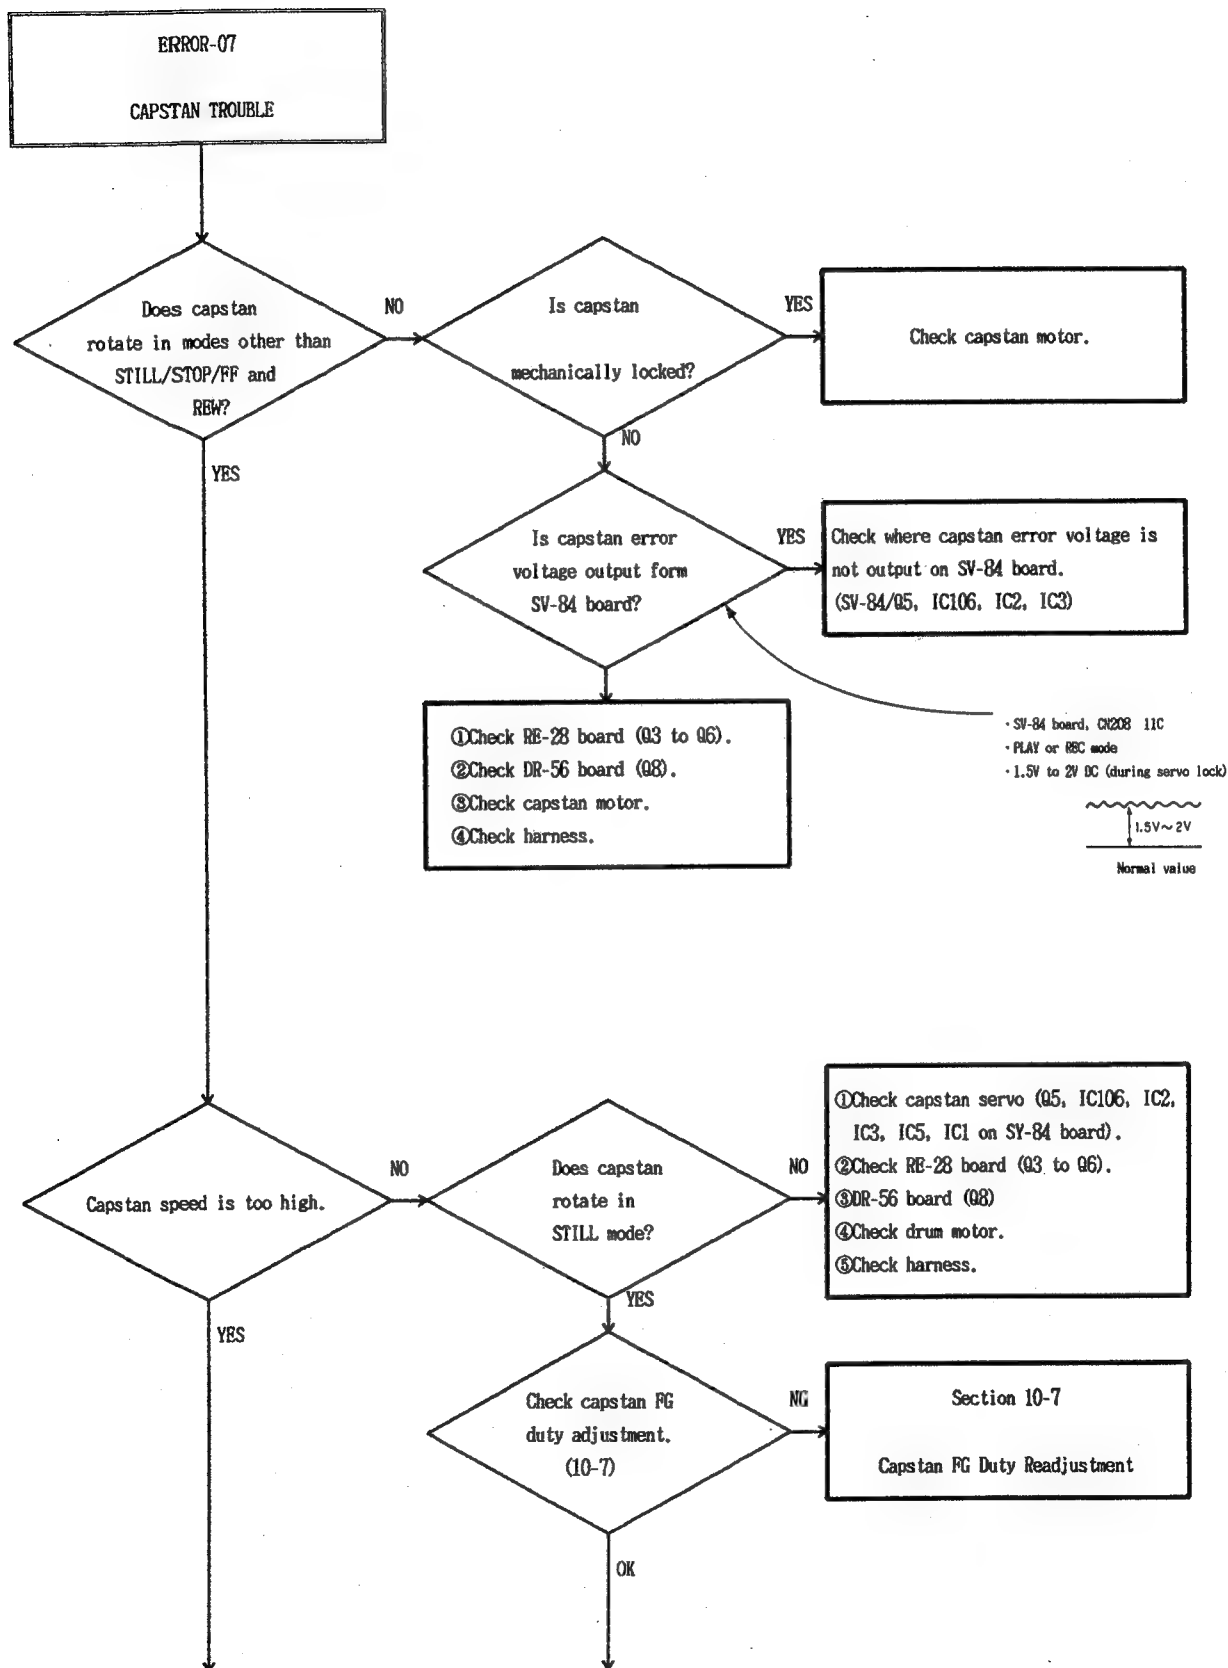 ERROR-07
CAPSTAN TROUBLE
Does capstan
rotate in modes other than
STILL/STOP/FF and
REW?
NO
Is capstan
mechanically locked?
YES
Check capstan motor.
YES
NO
Is capstan error
voltage output form
SV-84 board?
YES
Check where capstan error voltage is
not output on SV-84 board.
(SV-84/Q5, IC106, IC2, IC3)
①Check RE-28 board (Q3 to Q6).
②Check DR-56 board (Q8).
③Check capstan motor.
④Check harness.
・SV-84 board, CN208 11C
・PLAY or REC mode
・1.5V to 2V DC (during servo lock)
1.5V~2V
Normal value
Capstan speed is too high.
NO
Does capstan
rotate in
STILL mode?
NO
①Check capstan servo (Q5, IC106, IC2,
IC3, IC5, IC1 on SY-84 board).
②Check RE-28 board (Q3 to Q6).
③DR-56 board (Q8)
④Check drum motor.
⑤Check harness.
YES
YES
Check capstan FG
duty adjustment.
(10-7)
NG
Section 10-7
Capstan FG Duty Readjustment
OK